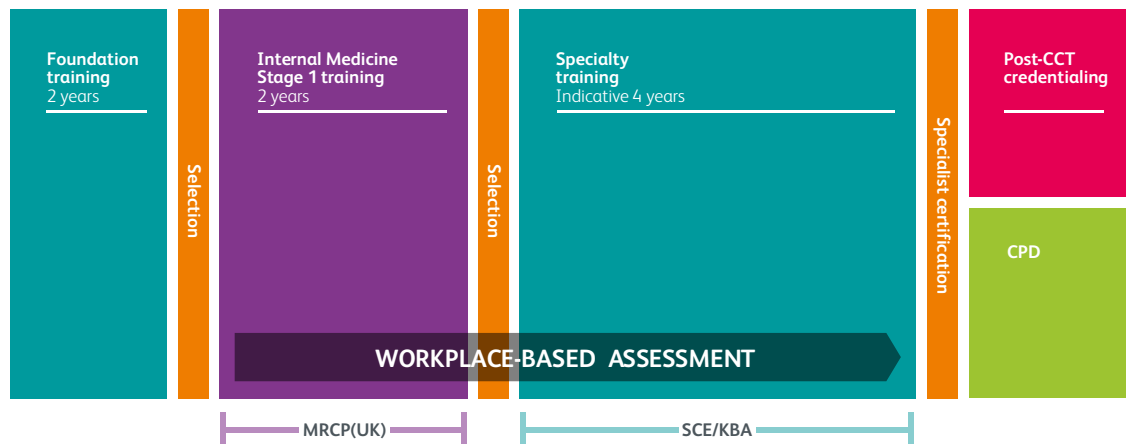 Foundation
training
2 years
Selection
Internal Medicine
Stage 1 training
2 years
Selection
Specialty
training
Indicative 4 years
Specialist certification
Post-CCT
credentialing
CPD
WORKPLACE-BASED ASSESSMENT
MRCP(UK)
SCE/KBA